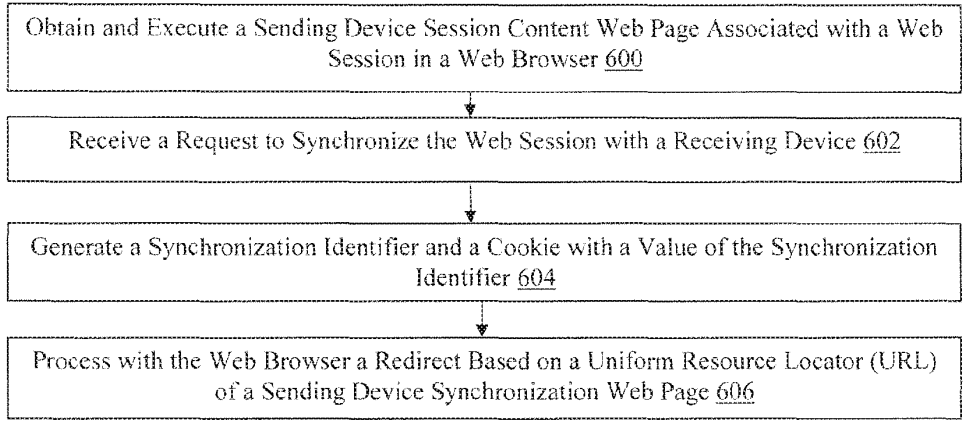 Obtain and Execute a Sending Device Session Content Web Page Associated with a Web
Session in a Web Browser 600
Receive a Request to Synchronize the Web Session with a Receiving Device 602
Generate a Synchronization Identifier and a Cookie with a Value of the Synchronization
Identifier 604
Process with the Web Browser a Redirect Based on a Uniform Resource Locator (URL)
of a Sending Device Synchronization Web Page 606